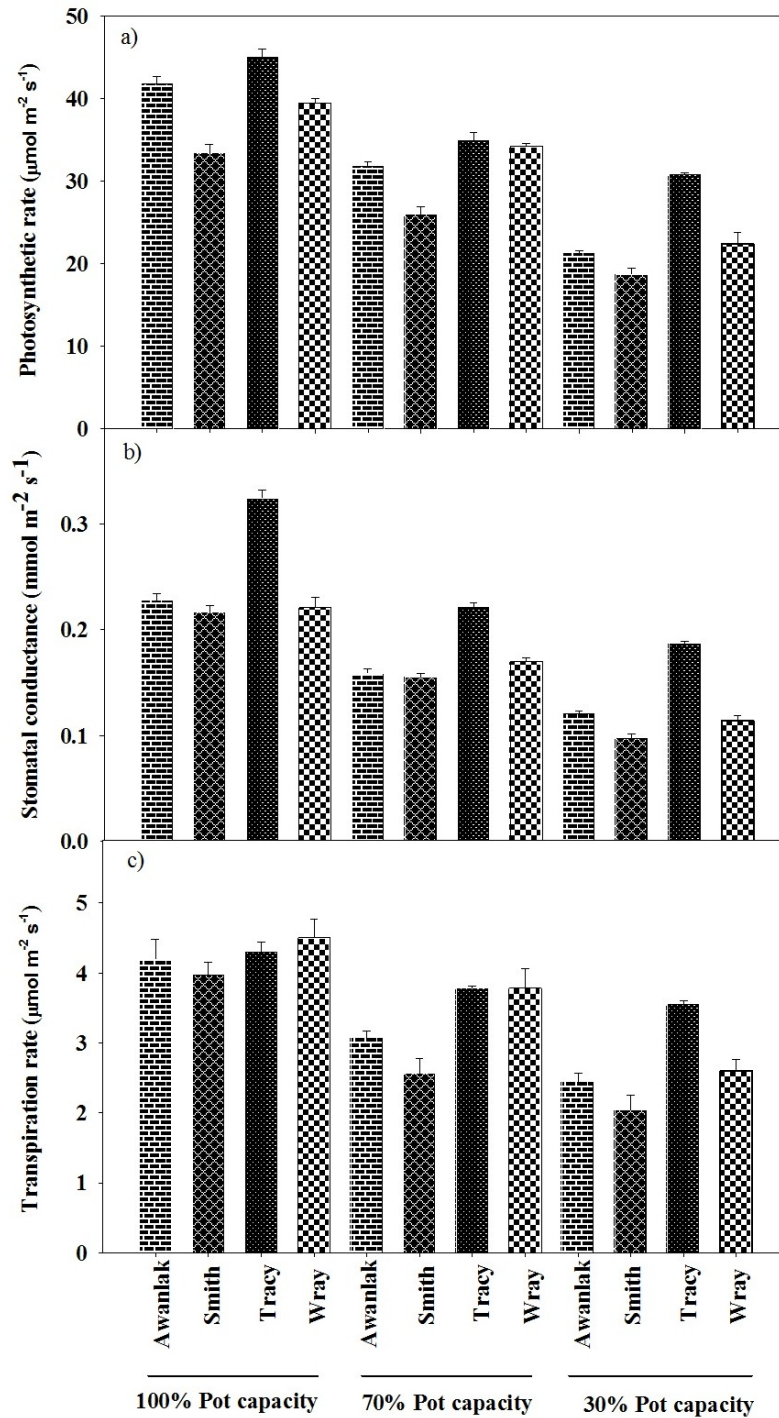 a)
Photosynthetic rate (µmol m⁻² s⁻¹)
50
40
30
20
10
0
b)
Stomatal conductance (mmol m⁻² s⁻¹)
0.3
0.2
0.1
0.0
c)
Transpiration rate (µmol m⁻² s⁻¹)
5
4
3
2
1
0
Awanlak
Smith
Tracy
Wray
Awanlak
Smith
Tracy
Wray
Awanlak
Smith
Tracy
Wray
100% Pot capacity 70% Pot capacity 30% Pot capacity